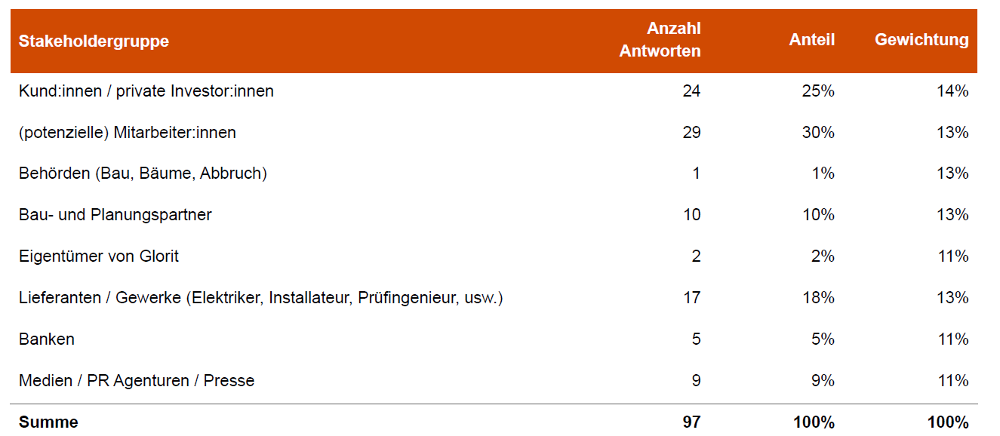 Stakeholdergruppe Anzahl Antworten Anteil Gewichtung
Kund:innen / private Investor:innen 24 25% 14%
(potenzielle) Mitarbeiter:innen 29 30% 13%
Behörden (Bau, Bäume, Abbruch) 1 1% 13%
Bau- und Planungspartner 10 10% 13%
Eigentümer von Glorit 2 2% 11%
Lieferanten / Gewerke (Elektriker, Installateur, Prüfingenieur, usw.) 17 18% 13%
Banken 5 5% 11%
Medien / PR Agenturen / Presse 9 9% 11%
Summe 97 100% 100%